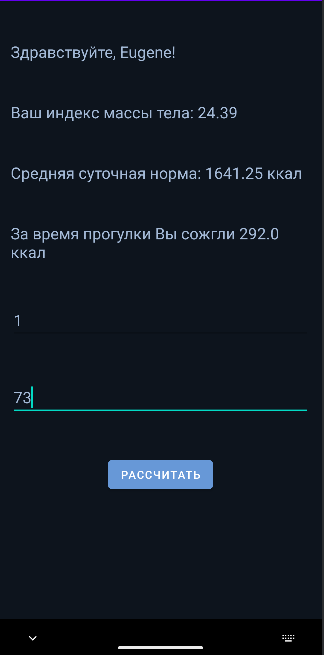 Здравствуйте, Eugene!
Ваш индекс массы тела: 24.39
Средняя суточная норма: 1641.25 ккал
За время прогулки Вы сожгли 292.0
ккал
1
73
РАССЧИТАТЬ